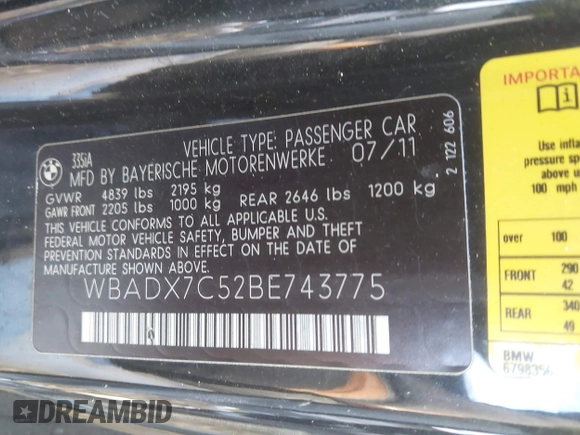 BMW
335iA
VEHICLE TYPE: PASSENGER CAR
MFD BY BAYERISCHE MOTORENWERKE 07/11
GVWR 4839 lbs 2195 kg
GAWR FRONT 2205 lbs 1000 kg REAR 2646 lbs 1200 kg
THIS VEHICLE CONFORMS TO ALL APPLICABLE U.S.
FEDERAL MOTOR VEHICLE SAFETY, BUMPER AND THEFT
PREVENTION STANDARDS IN EFFECT ON THE DATE OF
MANUFACTURE SHOWN ABOVE.
WBADX7C52BE743775
2 122 606
IMPORTA
Use infla
pressure sp
above u
100 mph
over 100
FRONT 290
42
REAR 340
49
BMW
6798356
DREAMBID